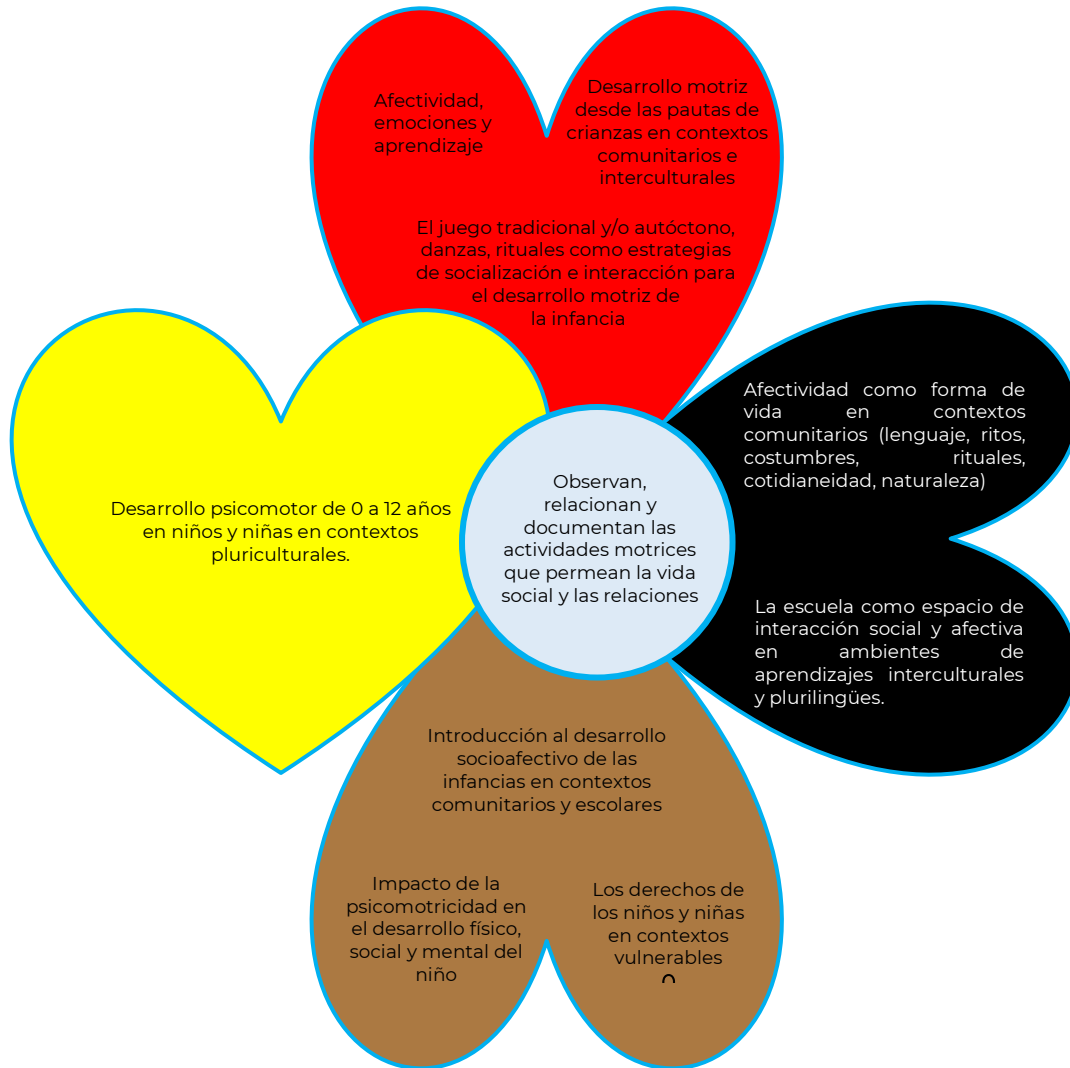 Afectividad,
emociones y
aprendizaje
Desarrollo motriz
desde las pautas de
crianzas en contextos
comunitarios e
interculturales
El juego tradicional y/o autóctono,
danzas, rituales como estrategias
de socialización e interacción para
el desarrollo motriz de
la infancia
Desarrollo psicomotor de 0 a 12 años
en niños y niñas en contextos
pluriculturales.
Observan,
relacionan y
documentan las
actividades motrices
que permean la vida
social y las relaciones
Afectividad como forma de
vida en contextos
comunitarios (lenguaje, ritos,
costumbres, rituales,
cotidianeidad, naturaleza)
La escuela como espacio de
interacción social y afectiva
en ambientes de
aprendizajes interculturales
y plurilingües.
Introducción al desarrollo
socioafectivo de las
infancias en contextos
comunitarios y escolares
Impacto de la
psicomotricidad en
el desarrollo físico,
social y mental del
niño
Los derechos de
los niños y niñas
en contextos
vulnerables